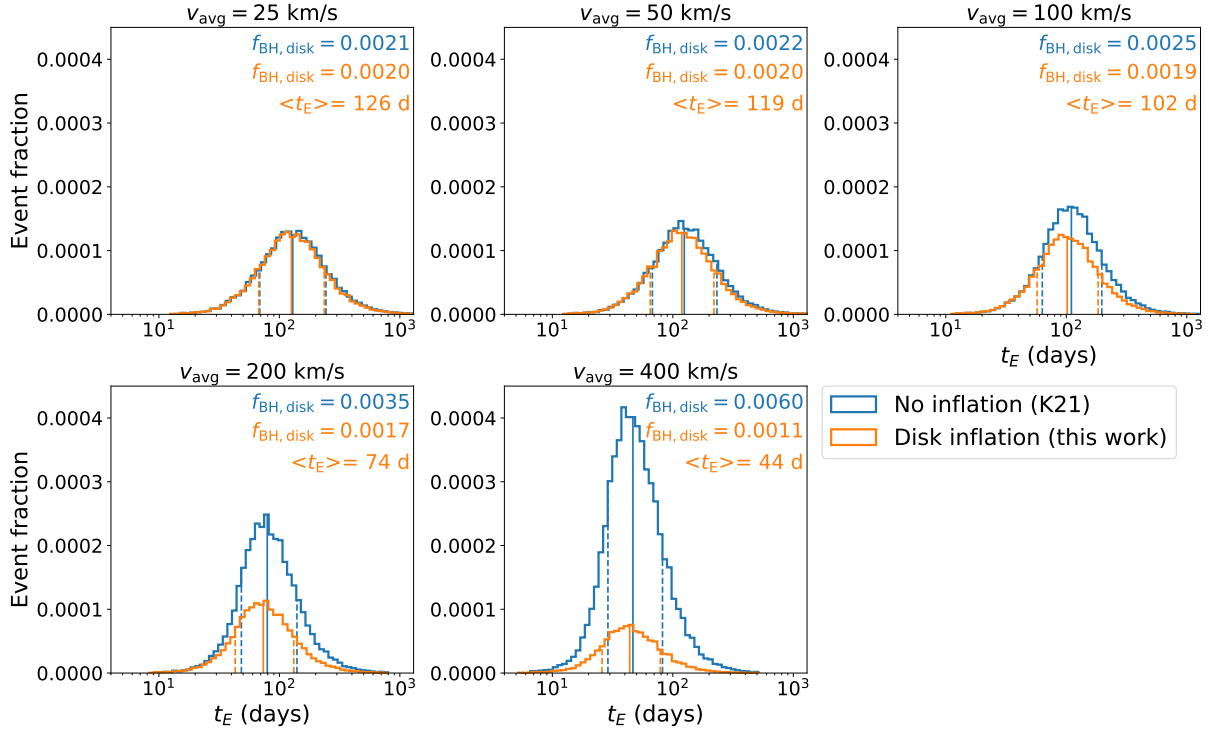 v_avg = 25 km/s
f_BH, disk = 0.0021
f_BH, disk = 0.0020
<t_E>= 126 d
Event fraction
0.0004
0.0003
0.0002
0.0001
0.0000
10^1
10^2
10^3
v_avg = 50 km/s
f_BH, disk = 0.0022
f_BH, disk = 0.0020
<t_E>= 119 d
0.0004
0.0003
0.0002
0.0001
0.0000
10^1
10^2
10^3
v_avg = 100 km/s
f_BH, disk = 0.0025
f_BH, disk = 0.0019
<t_E>= 102 d
0.0004
0.0003
0.0002
0.0001
0.0000
10^1
10^2
10^3
t_E (days)
v_avg = 200 km/s
f_BH, disk = 0.0035
f_BH, disk = 0.0017
<t_E>= 74 d
Event fraction
0.0004
0.0003
0.0002
0.0001
0.0000
10^1
10^2
10^3
t_E (days)
v_avg = 400 km/s
f_BH, disk = 0.0060
f_BH, disk = 0.0011
<t_E>= 44 d
0.0004
0.0003
0.0002
0.0001
0.0000
10^1
10^2
10^3
t_E (days)
No inflation (K21)
Disk inflation (this work)